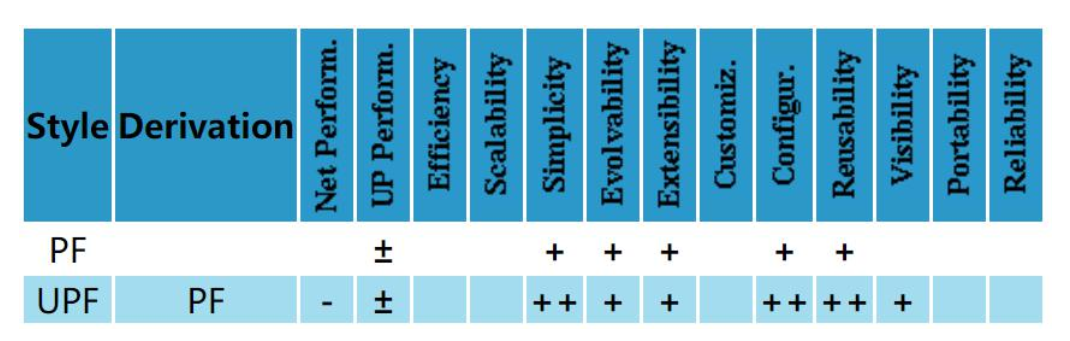 Style Derivation Net Perform. UP Perform. Efficiency Scalability Simplicity Evolvability Extensibility Customiz. Configur. Reusability Visibility Portability Reliability
PF ± + + + + +
UPF PF - ± ++ + + ++ ++ +